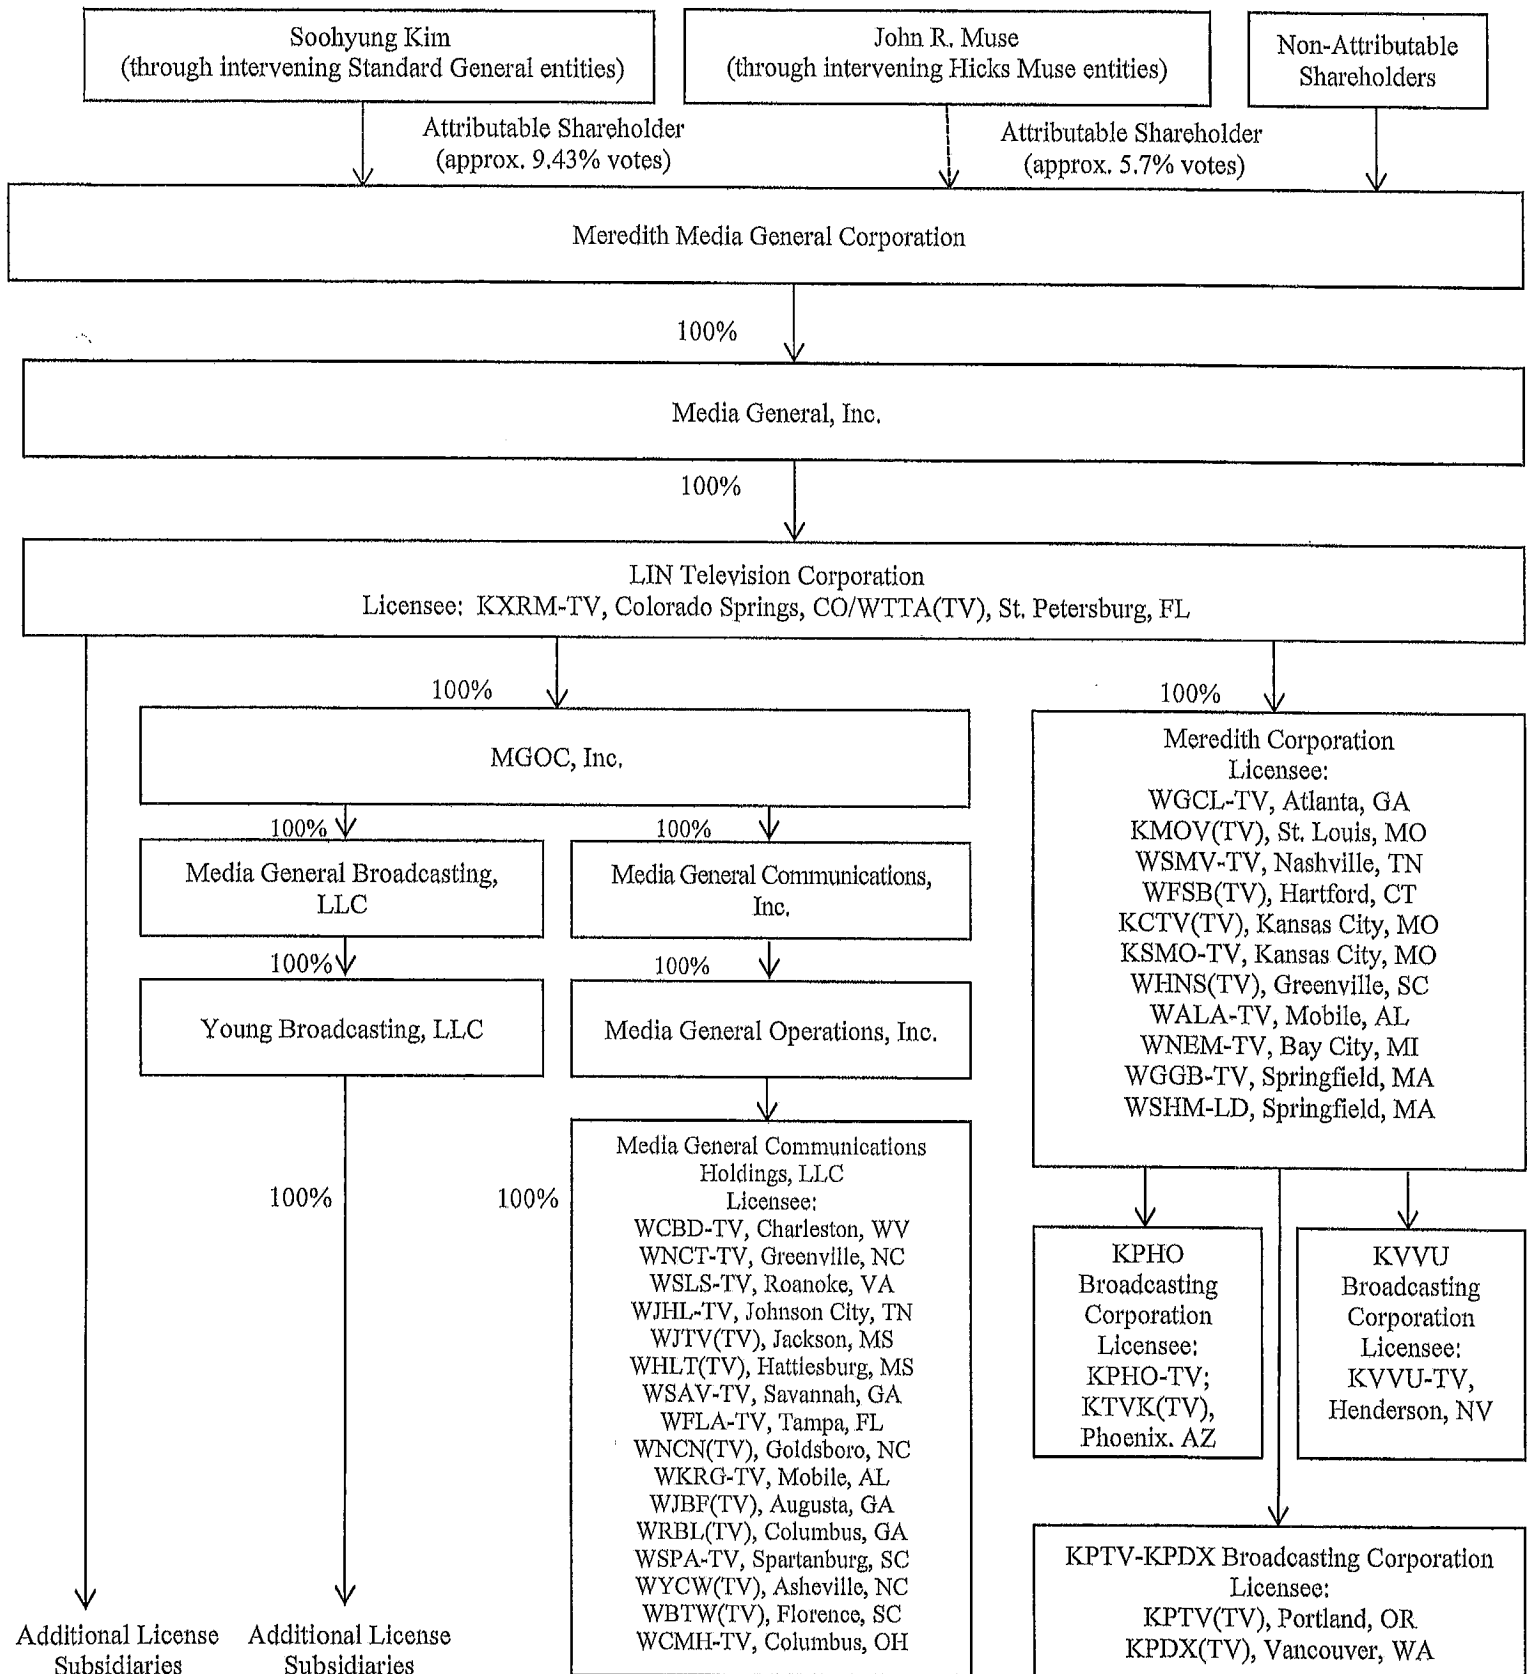 Soohyung Kim
(through intervening Standard General entities)
John R. Muse
(through intervening Hicks Muse entities)
Non-Attributable
Shareholders
Attributable Shareholder
(approx. 9.43% votes)
Attributable Shareholder
(approx. 5.7% votes)
Meredith Media General Corporation
100%
Media General, Inc.
100%
LIN Television Corporation
Licensee: KXRM-TV, Colorado Springs, CO/WTTA(TV), St. Petersburg, FL
100%
MGOC, Inc.
100%
100%
Media General Broadcasting,
LLC
Media General Communications,
Inc.
100%
100%
Young Broadcasting, LLC
Media General Operations, Inc.
100%
100%
Media General Communications
Holdings, LLC
Licensee:
WCBD-TV, Charleston, WV
WNCT-TV, Greenville, NC
WSLS-TV, Roanoke, VA
WJHL-TV, Johnson City, TN
WJTV(TV), Jackson, MS
WHLT(TV), Hattiesburg, MS
WSAV-TV, Savannah, GA
WFLA-TV, Tampa, FL
WNCN(TV), Goldsboro, NC
WKRG-TV, Mobile, AL
WJBF(TV), Augusta, GA
WRBL(TV), Columbus, GA
WSPA-TV, Spartanburg, SC
WYCW(TV), Asheville, NC
WBTW(TV), Florence, SC
WCMH-TV, Columbus, OH
Additional License
Subsidiaries
Additional License
Subsidiaries
100%
Meredith Corporation
Licensee:
WGCL-TV, Atlanta, GA
KMOV(TV), St. Louis, MO
WSMV-TV, Nashville, TN
WFSB(TV), Hartford, CT
KCTV(TV), Kansas City, MO
KSMO-TV, Kansas City, MO
WHNS(TV), Greenville, SC
WALA-TV, Mobile, AL
WNEM-TV, Bay City, MI
WGGB-TV, Springfield, MA
WSHM-LD, Springfield, MA
KPHO
Broadcasting
Corporation
Licensee:
KPHO-TV;
KTVK(TV),
Phoenix. AZ
KVVU
Broadcasting
Corporation
Licensee:
KVVU-TV,
Henderson, NV
KPTV-KPDX Broadcasting Corporation
Licensee:
KPTV(TV), Portland, OR
KPDX(TV), Vancouver, WA